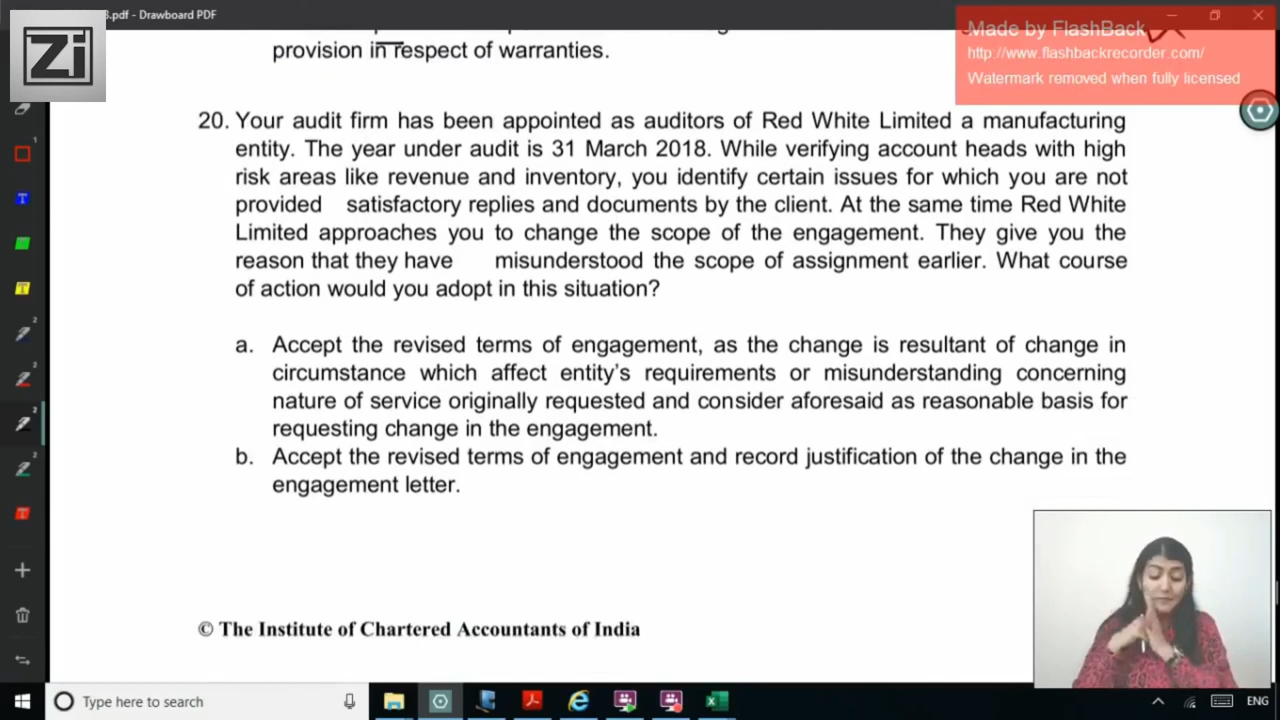 3.pdf - Drawboard PDF
Zi
Made by FlashBack
http://www.flashbackrecorder.com/
Watermark removed when fully licensed
provision in respect of warranties.
20. Your audit firm has been appointed as auditors of Red White Limited a manufacturing
entity. The year under audit is 31 March 2018. While verifying account heads with high
risk areas like revenue and inventory, you identify certain issues for which you are not
provided satisfactory replies and documents by the client. At the same time Red White
Limited approaches you to change the scope of the engagement. They give you the
reason that they have misunderstood the scope of assignment earlier. What course
of action would you adopt in this situation?
a. Accept the revised terms of engagement, as the change is resultant of change in
circumstance which affect entity's requirements or misunderstanding concerning
nature of service originally requested and consider aforesaid as reasonable basis for
requesting change in the engagement.
b. Accept the revised terms of engagement and record justification of the change in the
engagement letter.
© The Institute of Chartered Accountants of India
Type here to search
ENG